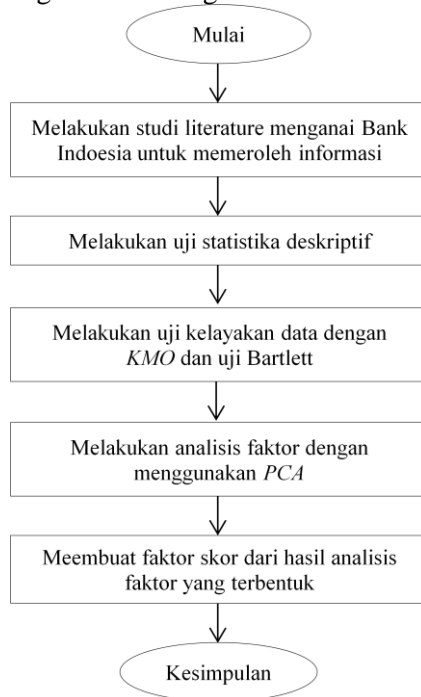 Mulai
Melakukan studi literature menganai Bank
Indoesia untuk memeroleh informasi
Melakukan uji statistika deskriptif
Melakukan uji kelayakan data dengan
KMO dan uji Bartlett
Melakukan analisis faktor dengan
menggunakan PCA
Meembuat faktor skor dari hasil analisis
faktor yang terbentuk
Kesimpulan